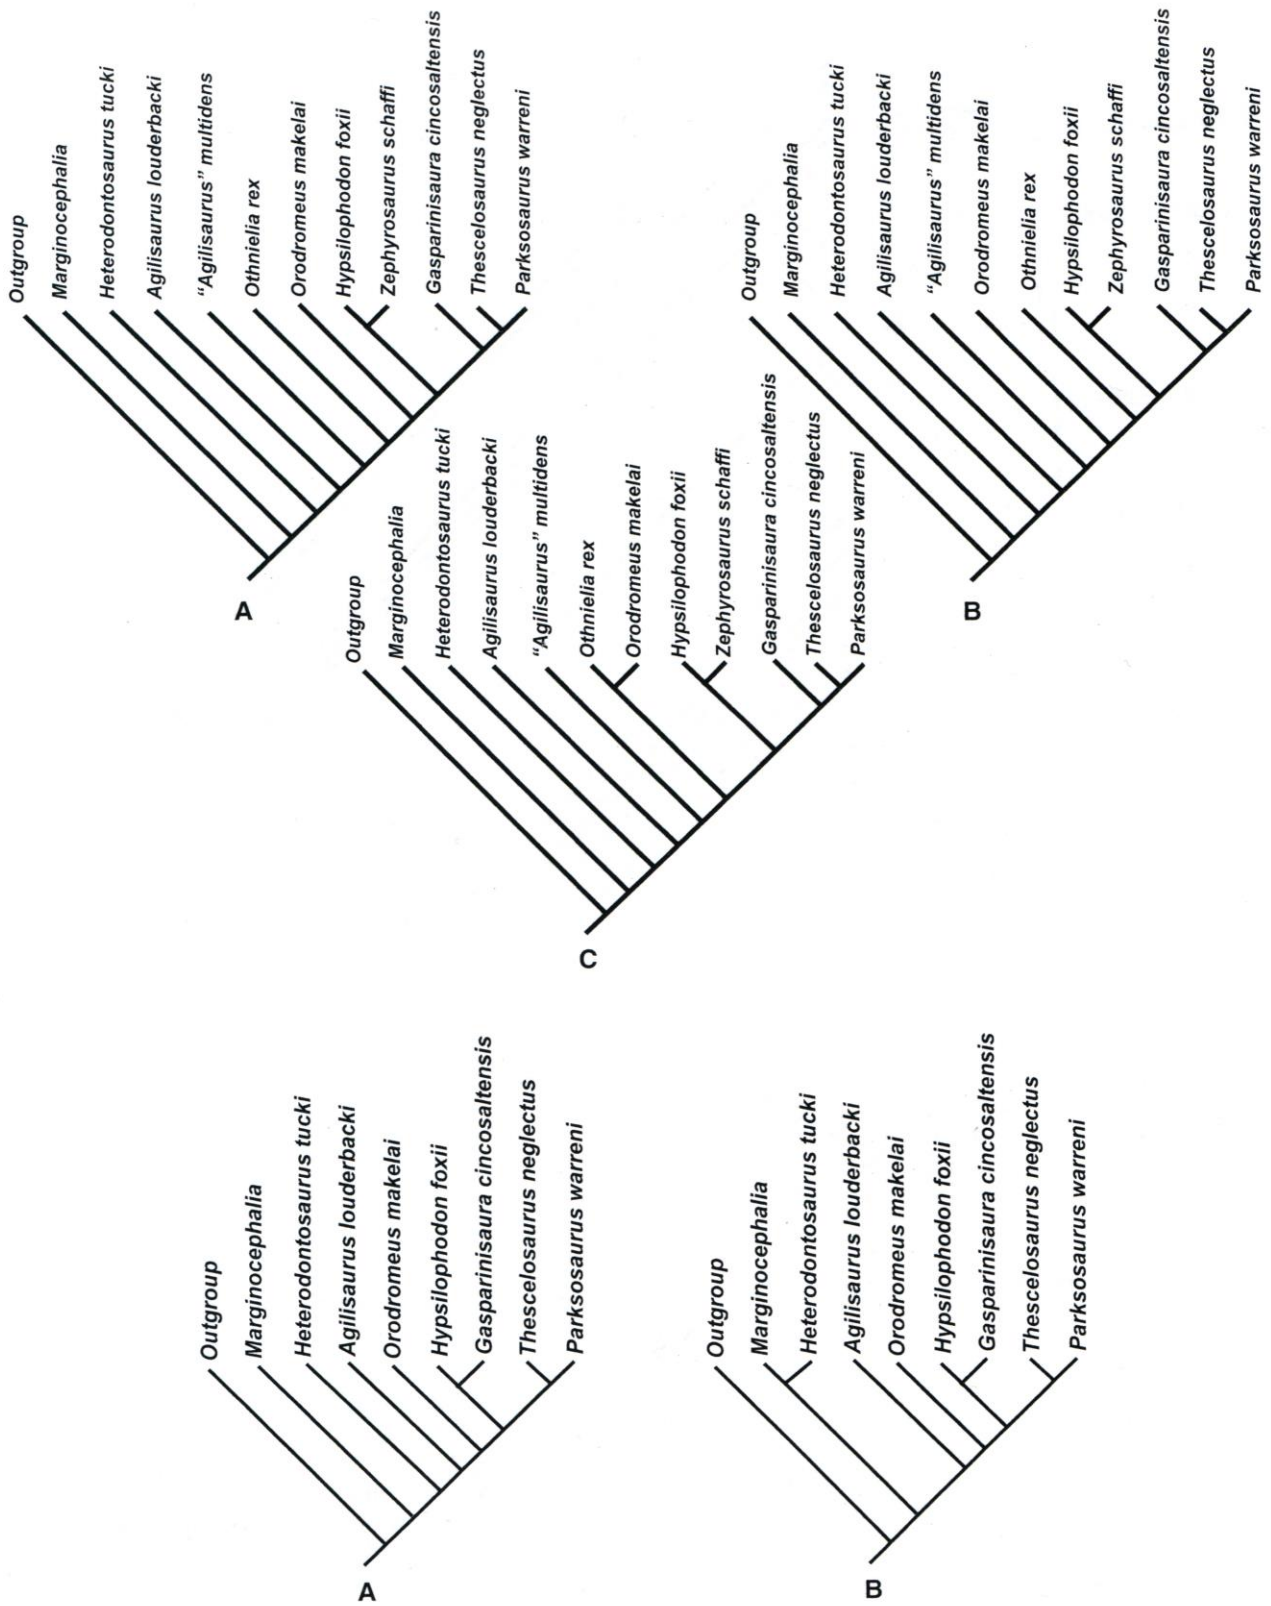 Outgroup
Marginocephalia
Heterodontosaurus tucki
Agilisaurus louderbacki
“Agilisaurus” multidens
Othnielia rex
Orodromeus makelai
Hypsilophodon foxii
Zephyrosaurus schaffi
Gasparinisaura cincosaltensis
Thescelosaurus neglectus
Parksosaurus warreni
A
Outgroup
Marginocephalia
Heterodontosaurus tucki
Agilisaurus louderbacki
“Agilisaurus” multidens
Orodromeus makelai
Othnielia rex
Hypsilophodon foxii
Zephyrosaurus schaffi
Gasparinisaura cincosaltensis
Thescelosaurus neglectus
Parksosaurus warreni
B
Outgroup
Marginocephalia
Heterodontosaurus tucki
Agilisaurus louderbacki
“Agilisaurus” multidens
Othnielia rex
Orodromeus makelai
Hypsilophodon foxii
Zephyrosaurus schaffi
Gasparinisaura cincosaltensis
Thescelosaurus neglectus
Parksosaurus warreni
C
Outgroup
Marginocephalia
Heterodontosaurus tucki
Agilisaurus louderbacki
Orodromeus makelai
Hypsilophodon foxii
Gasparinisaura cincosaltensis
Thescelosaurus neglectus
Parksosaurus warreni
A
Outgroup
Marginocephalia
Heterodontosaurus tucki
Agilisaurus louderbacki
Orodromeus makelai
Hypsilophodon foxii
Gasparinisaura cincosaltensis
Thescelosaurus neglectus
Parksosaurus warreni
B